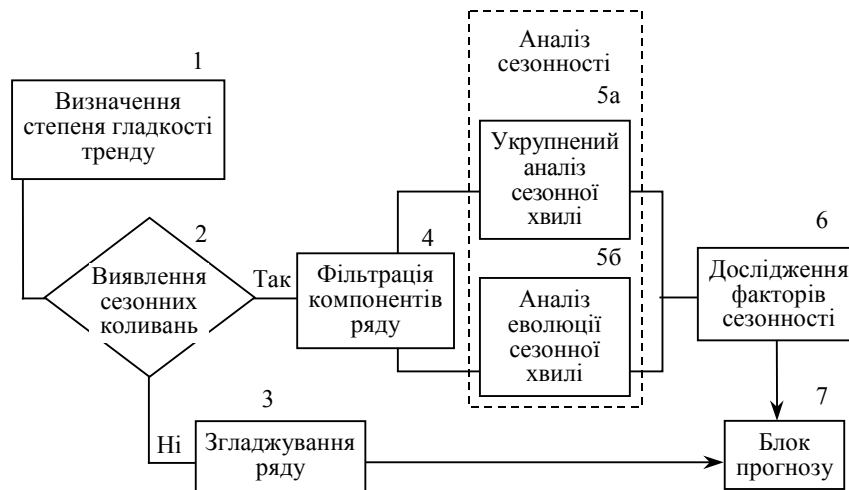 1
Визначення
степеня гладкості
тренду
2
Виявлення
сезонних
коливань
Так
Ні
3
Згладжування
ряду
4
Фільтрація
компонентів
ряду
Аналіз
сезонності
5а
Укрупнений
аналіз
сезонної
хвилі
5б
Аналіз
еволюції
сезонної
хвилі
6
Дослідження
факторів
сезонності
7
Блок
прогнозу